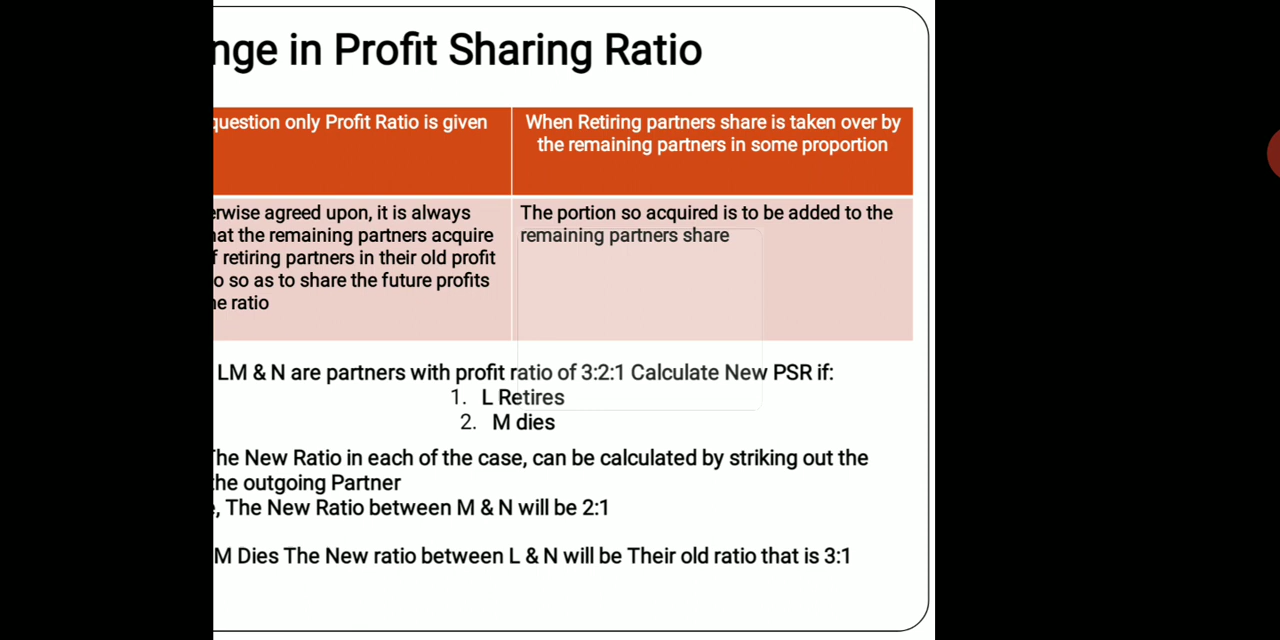 nge in Profit Sharing Ratio
question only Profit Ratio is given
When Retiring partners share is taken over by
the remaining partners in some proportion
erwise agreed upon, it is always
hat the remaining partners acquire
f retiring partners in their old profit
o so as to share the future profits
ne ratio
The portion so acquired is to be added to the
remaining partners share
LM & N are partners with profit ratio of 3:2:1 Calculate New PSR if:
1. L Retires
2. M dies
The New Ratio in each of the case, can be calculated by striking out the
the outgoing Partner
, The New Ratio between M & N will be 2:1
M Dies The New ratio between L & N will be Their old ratio that is 3:1